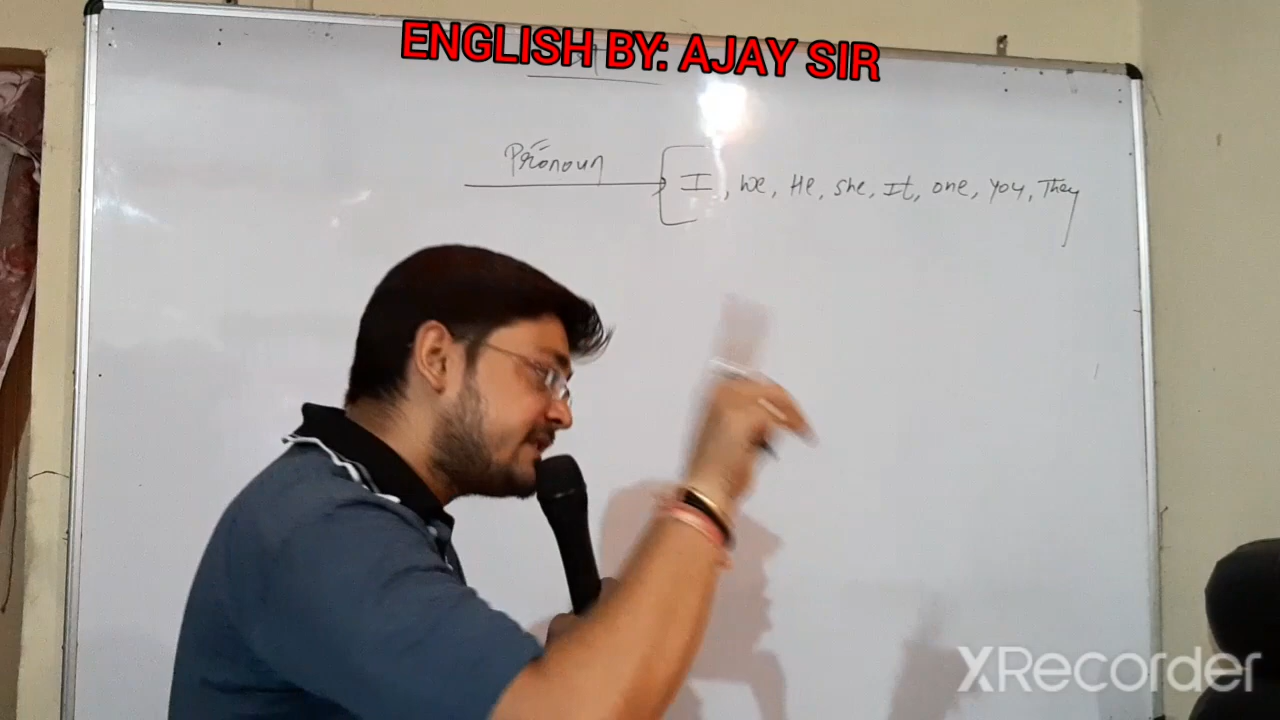 ENGLISH BY: AJAY SIR
Pronoun
I, we, He, she, It, one, you, They
XRecorder